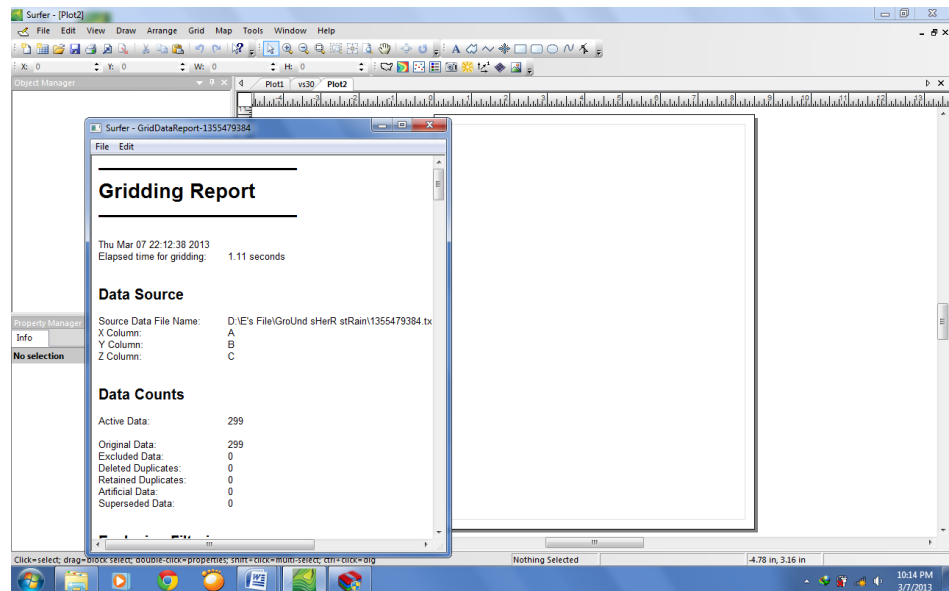 Surfer - [Plot2]
File Edit View Draw Arrange Grid Map Tools Window Help
X: 0 Y: 0 W: 0 H: 0
Object Manager
Plot1 vs30 Plot2
Surfer - GridDataReport-1355479384
File Edit
Gridding Report
Thu Mar 07 22:12:38 2013
Elapsed time for gridding: 1.11 seconds
Data Source
Source Data File Name: D:\E's File\GroUnd sHerR stRain\1355479384.tx
X Column: A
Y Column: B
Z Column: C
Data Counts
Active Data: 299
Original Data: 299
Excluded Data: 0
Deleted Duplicates: 0
Retained Duplicates: 0
Artificial Data: 0
Superseded Data: 0
Property Manager
Info
No selection
Click=select; drag=block select; double-click=properties; shift+click=multi-select; ctrl+click=dig
Nothing Selected
-4.78 in, 3.16 in
10:14 PM
3/7/2013